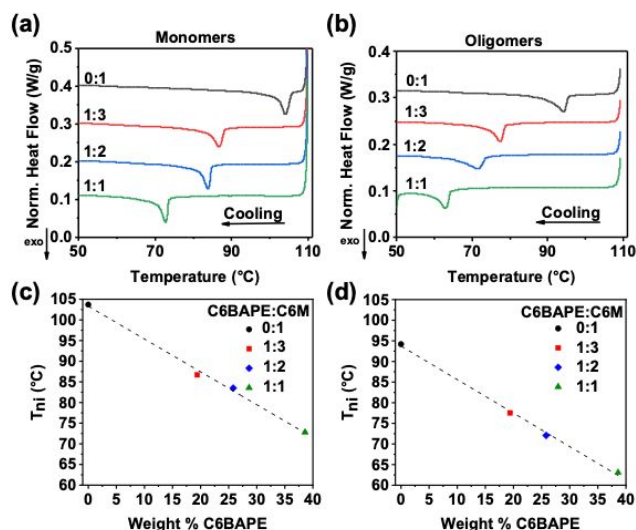 (a) Monomers
Norm. Heat Flow (W/g)
0.5
0.4
0.3
0.2
0.1
0.0
0:1
1:3
1:2
1:1
Cooling
exo
50 60 70 80 90 100 110
Temperature (°C)
(b) Oligomers
Norm. Heat Flow (W/g)
0.4
0.3
0.2
0.1
0.0
0:1
1:3
1:2
1:1
Cooling
exo
50 60 70 80 90 100 110
Temperature (°C)
(c)
Tni (°C)
105
100
95
90
85
80
75
70
65
60
C6BAPE:C6M
0:1
1:3
1:2
1:1
0 5 10 15 20 25 30 35 40
Weight % C6BAPE
(d)
Tni (°C)
105
100
95
90
85
80
75
70
65
60
C6BAPE:C6M
0:1
1:3
1:2
1:1
0 5 10 15 20 25 30 35 40
Weight % C6BAPE